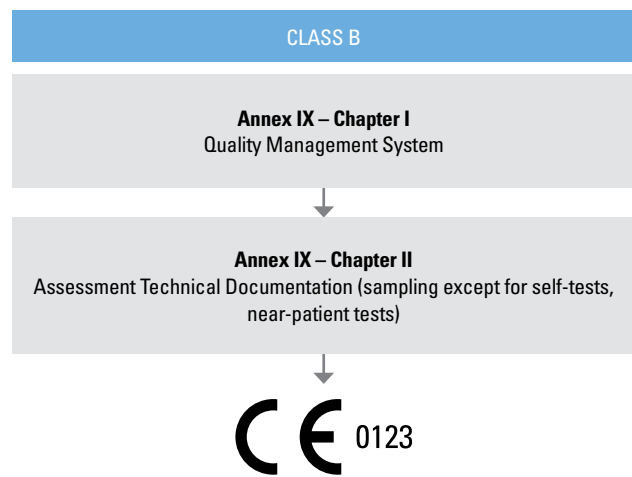 CLASS B
Annex IX – Chapter I
Quality Management System
Annex IX – Chapter II
Assessment Technical Documentation (sampling except for self-tests,
near-patient tests)
CE 0123